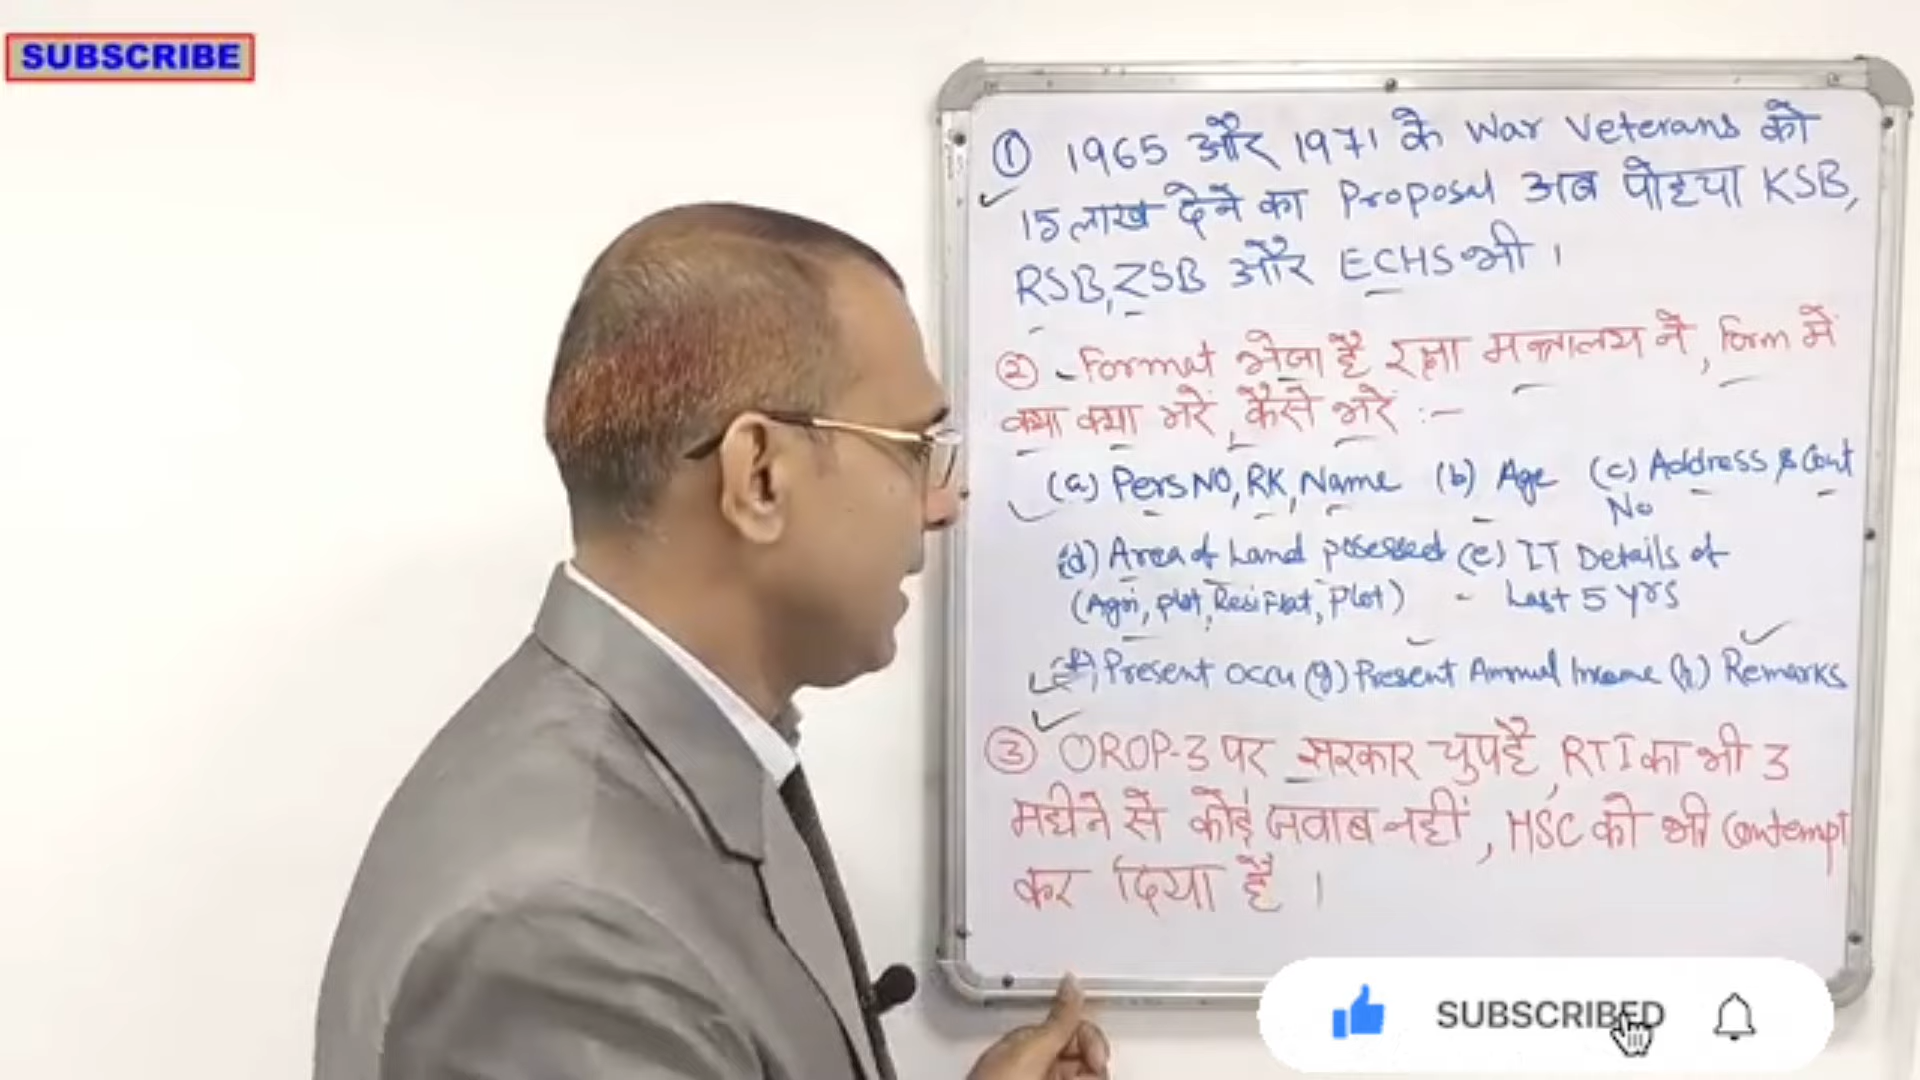 SUBSCRIBE
① 1965 और 1971 के War Veterans को
15 लाख देने का Proposal अब पोहचा KSB,
RSB, ZSB और ECHS भी ।
② - Format भेजा है रक्षा मन्त्रालय ने, Form में
क्या क्या भरें, कैसे भरें :-
(a) Pers NO, RK, Name (b) Age (c) Address & Cont
No
(d) Area of Land posessed (e) IT Details of
(Agri, plot, Resi Flat, Plot) - Last 5 yrs
(f) Present Occu (g) Present Annual Income (h) Remarks
③ OROP-3 पर सरकार चुप है, RTI का भी 3
महीने से कोई जवाब नहीं, HSC को भी Contempt
कर दिया है ।
SUBSCRIBED